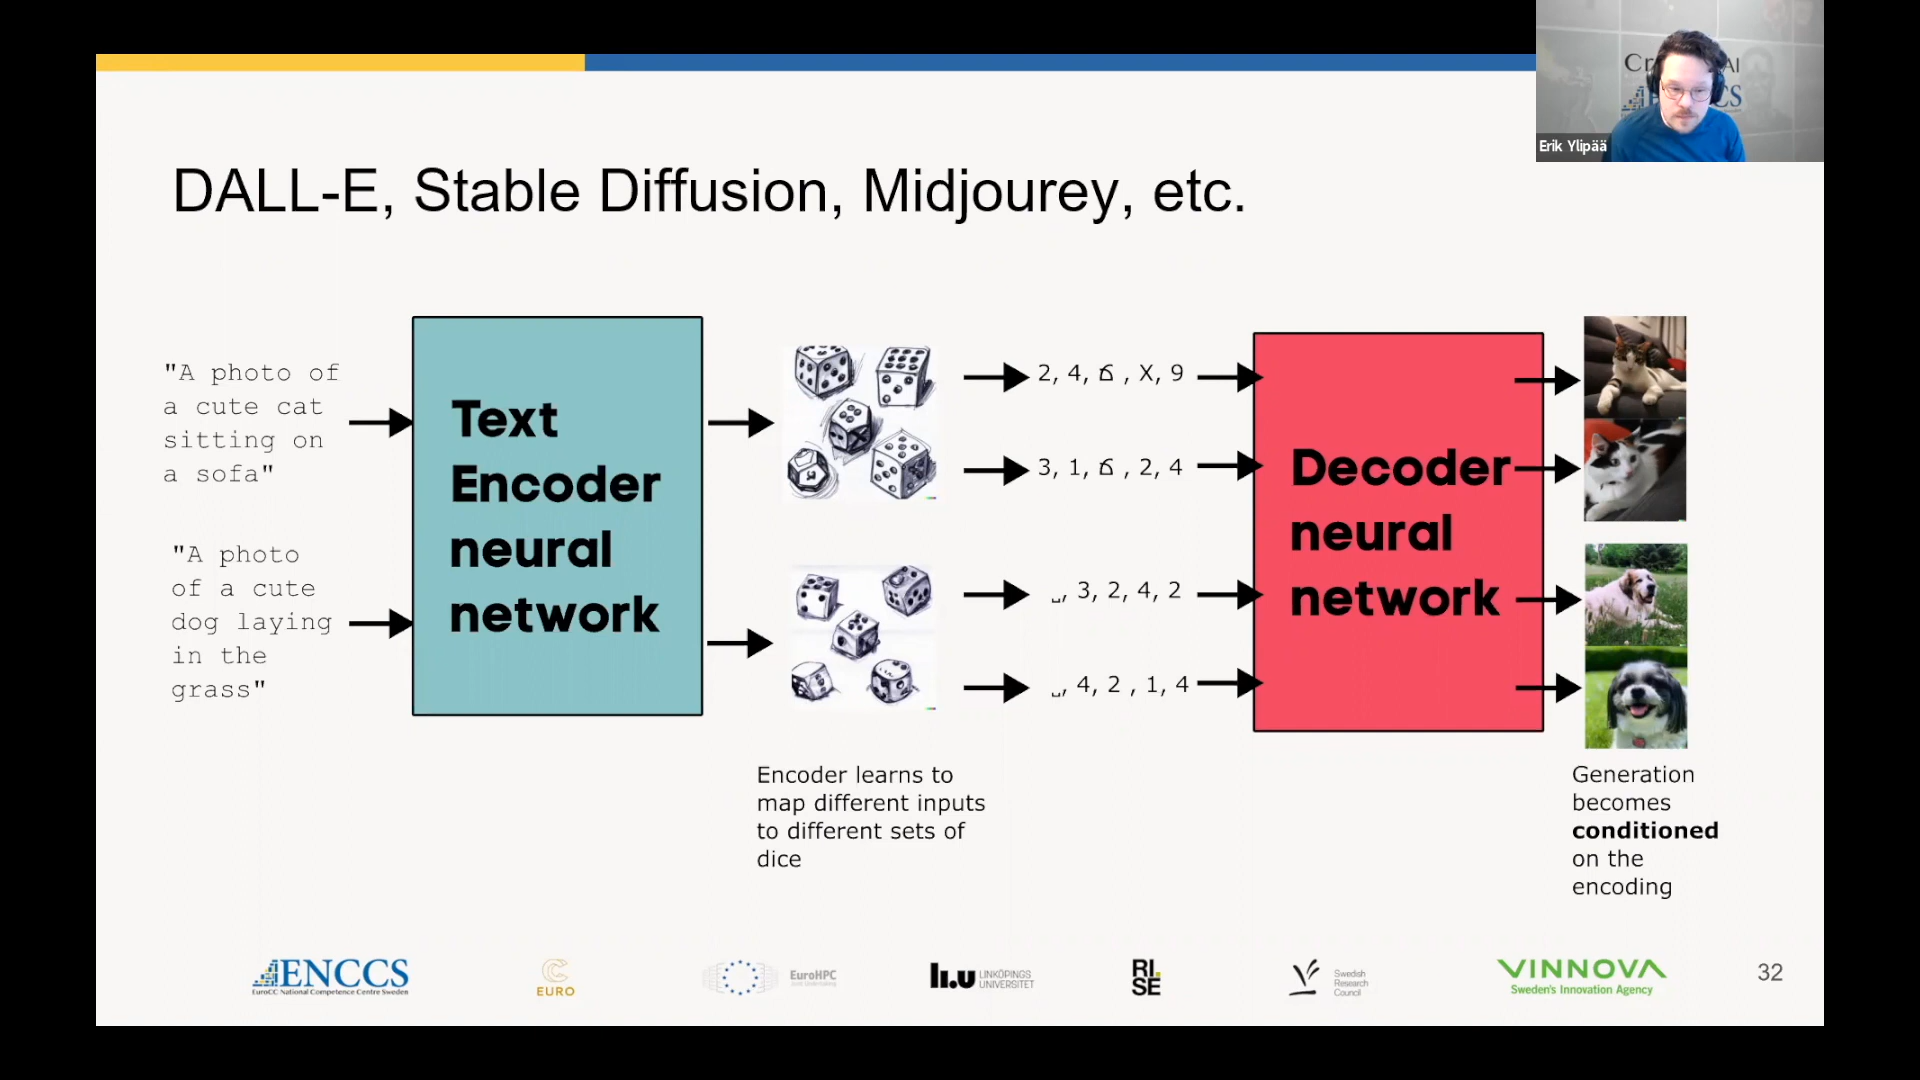 Erik Ylipää
DALL-E, Stable Diffusion, Midjourey, etc.
"A photo of
a cute cat
sitting on
a sofa"
"A photo
of a cute
dog laying
in the
grass"
Text
Encoder
neural
network
2, 4, , X, 9
3, 1, , 2, 4
, 3, 2, 4, 2
, 4, 2 , 1, 4
Decoder
neural
network
Encoder learns to
map different inputs
to different sets of
dice
Generation
becomes
conditioned
on the
encoding
ENCCS
EuroCC National Competence Centre Sweden
EURO
EuroHPC
Joint Undertaking
LI.U LINKÖPINGS
UNIVERSITET
RI.
SE
Swedish
Research
Council
VINNOVA
Sweden's Innovation Agency
32